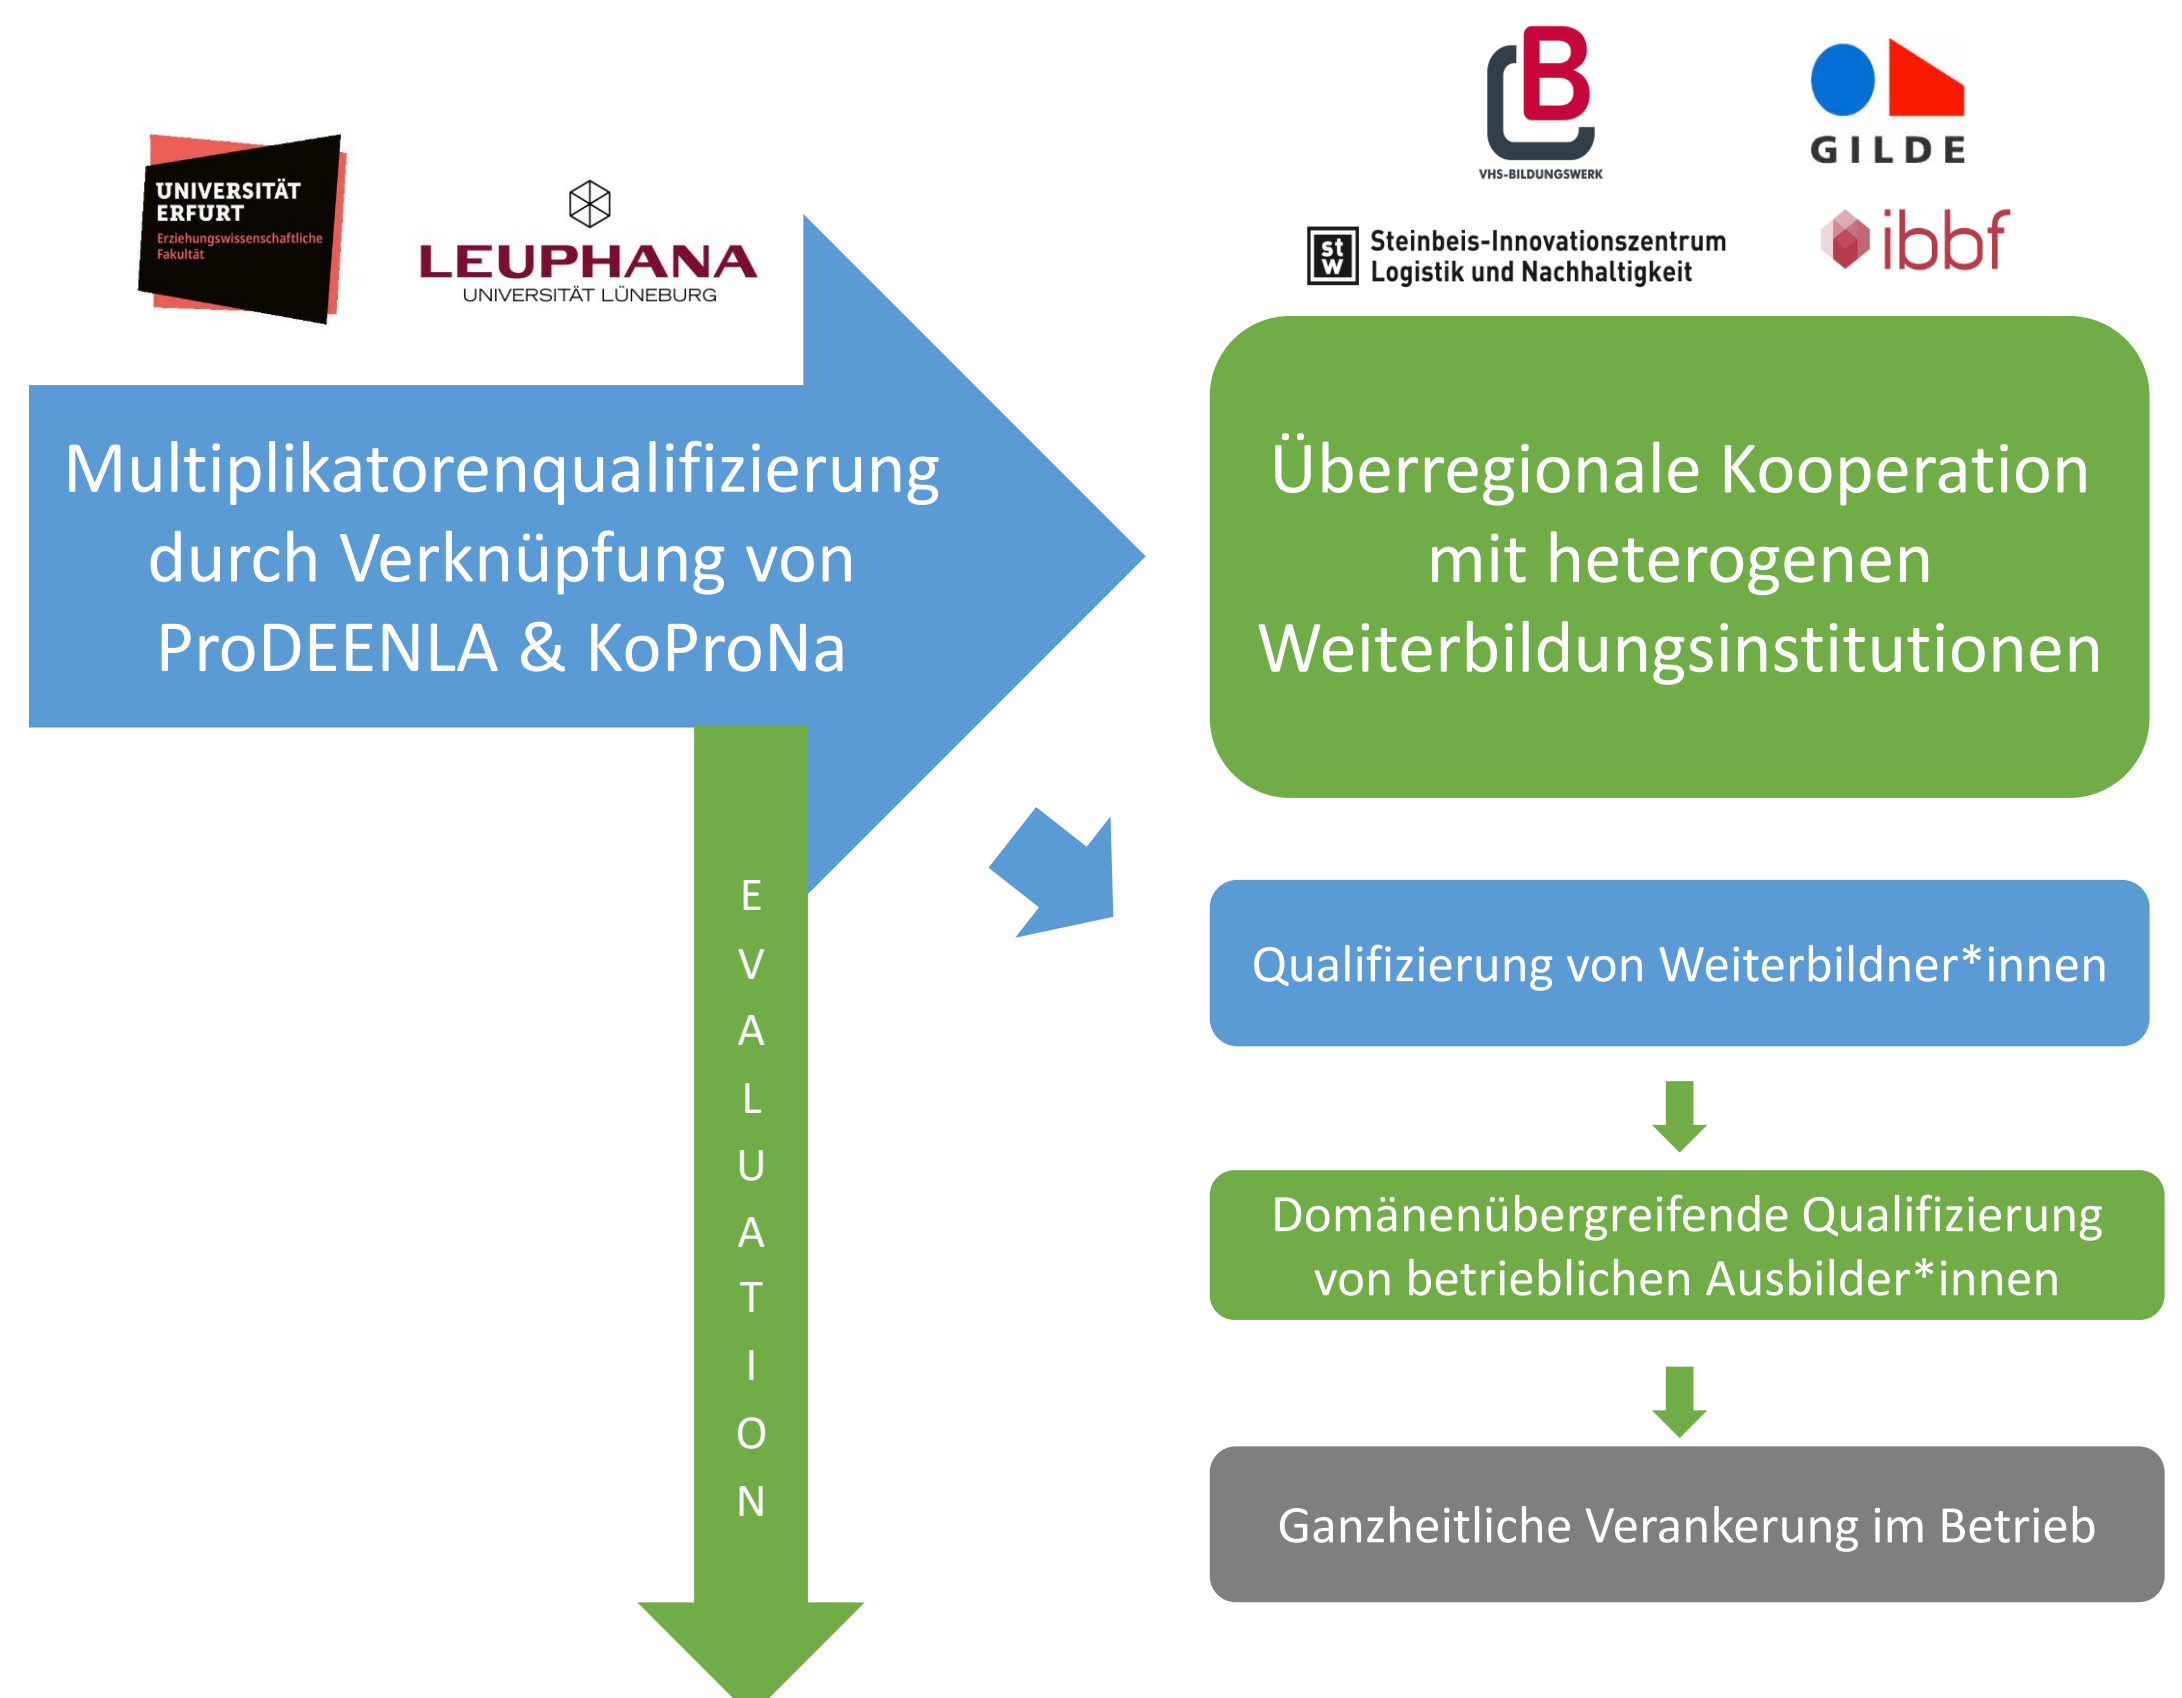 UNIVERSITÄT
ERFURT
Erziehungswissenschaftliche
Fakultät
LEUPHANA
UNIVERSITÄT LÜNEBURG
B
VHS-BILDUNGSWERK
GILDE
st
W
Steinbeis-Innovationszentrum
Logistik und Nachhaltigkeit
ibbf
Multiplikatorenqualifizierung
durch Verknüpfung von
ProDEENLA & KoProNa
Überregionale Kooperation
mit heterogenen
Weiterbildungsinstitutionen
E
V
A
L
U
A
T
I
O
N
Qualifizierung von Weiterbildner*innen
Domänenübergreifende Qualifizierung
von betrieblichen Ausbilder*innen
Ganzheitliche Verankerung im Betrieb